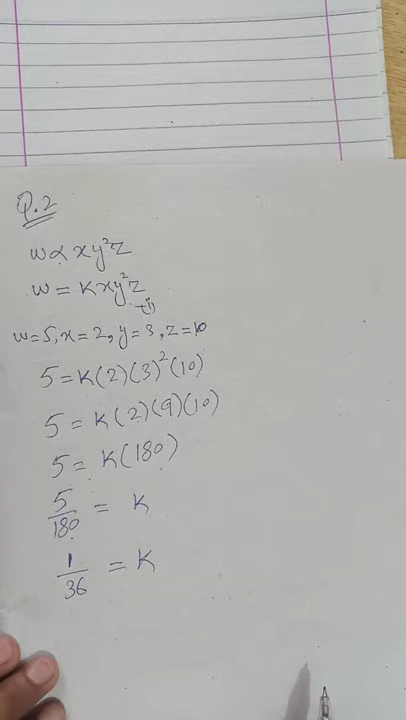 Q.2
w∝xy²z
w=Kxy²z
→(i)
w=5,x=2,y=3,z=10
5=K(2)(3)²(10)
5=K(2)(9)(10)
5=K(180)
5/180=K
1/36=K